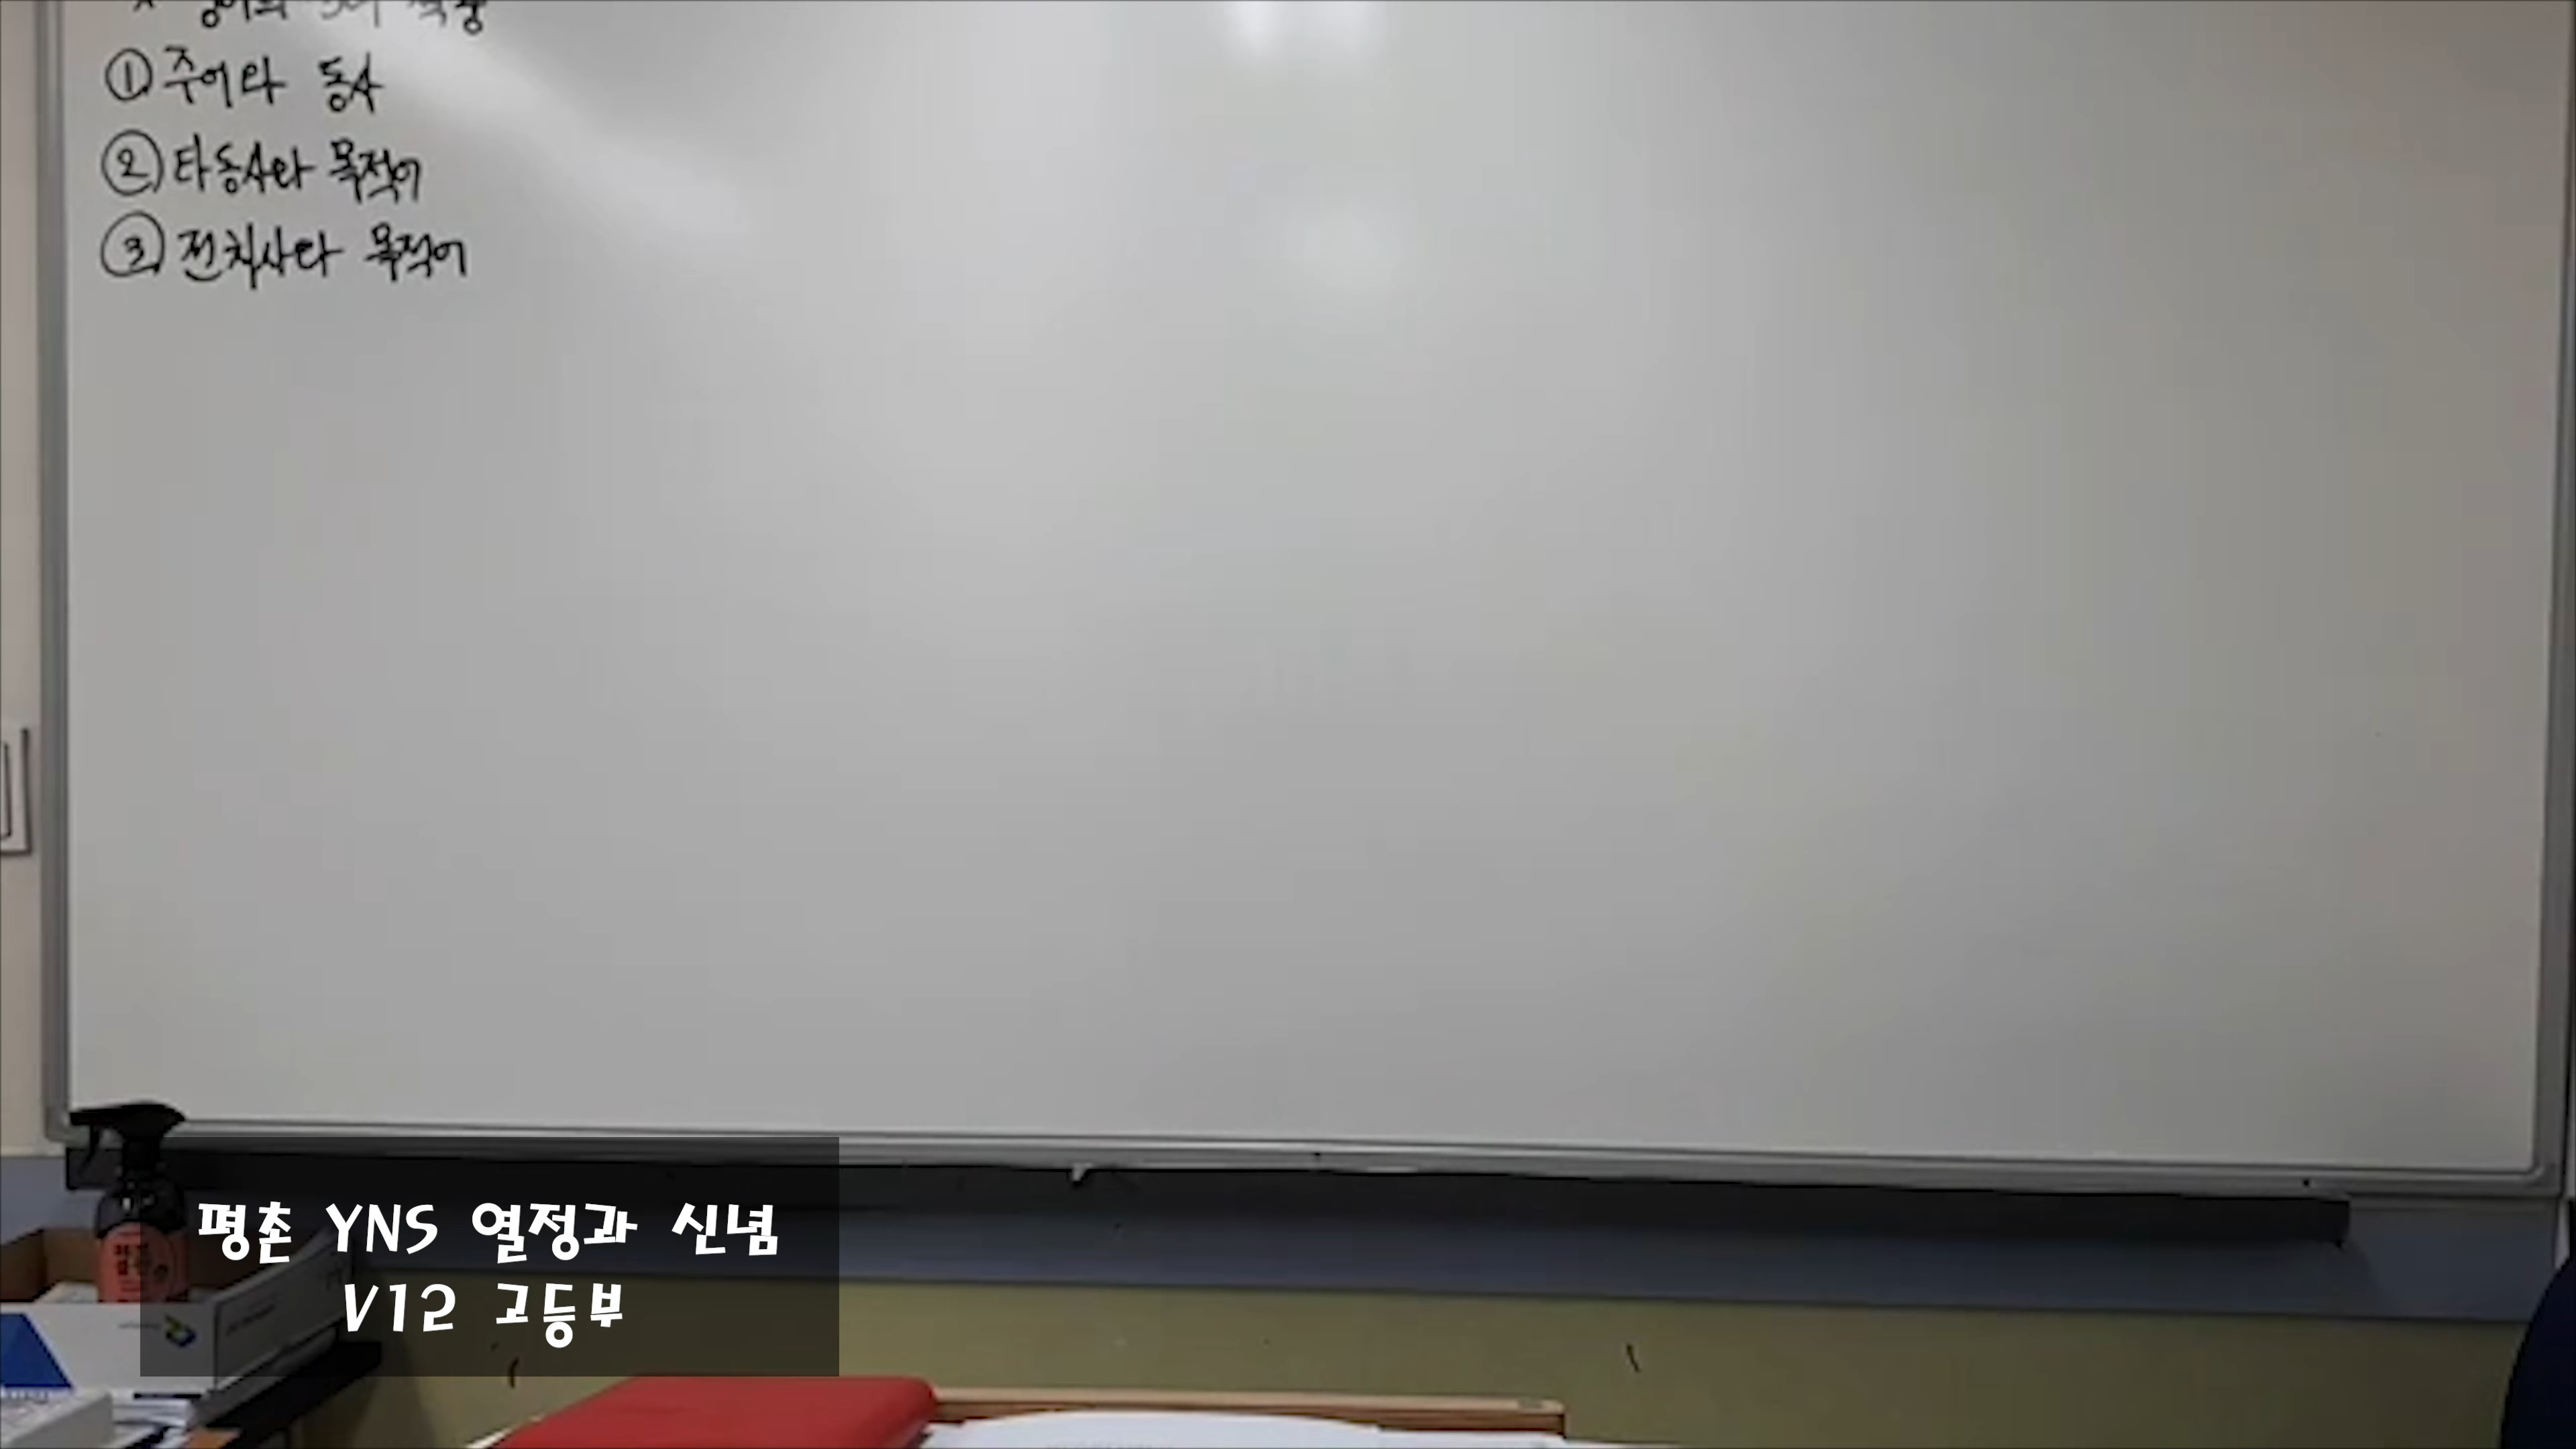 ① 주어와 동사
② 타동사와 목적어
③ 전치사와 목적어
평촌 YNS 열정과 신념
V12 고등부